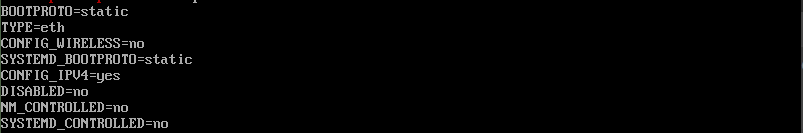 BOOTPROTO=static
TYPE=eth
CONFIG_WIRELESS=no
SYSTEMD_BOOTPROTO=static
CONFIG_IPV4=yes
DISABLED=no
NM_CONTROLLED=no
SYSTEMD_CONTROLLED=no